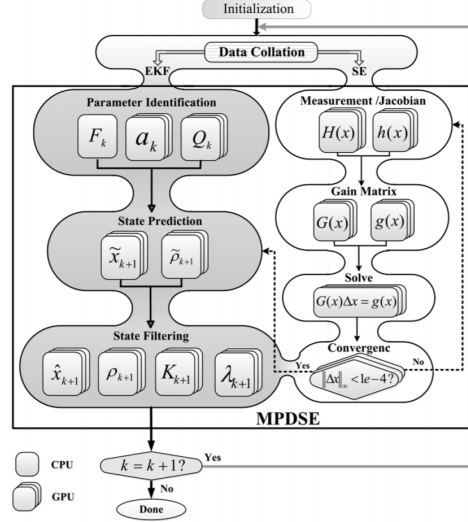 Initialization
Data Collation
EKF
SE
Parameter Identification
F_k
a_k
Q_k
Measurement /Jacobian
H(x)
h(x)
Gain Matrix
G(x)
g(x)
State Prediction
x̃_{k+1}
ρ̃_{k+1}
Solve
G(x)Δx = g(x)
State Filtering
x̂_{k+1}
ρ_{k+1}
K_{k+1}
λ_{k+1}
Convergenc
Yes
No
‖Δx‖_∞ <1e−4?
MPDSE
CPU
GPU
k = k+1?
Yes
No
Done